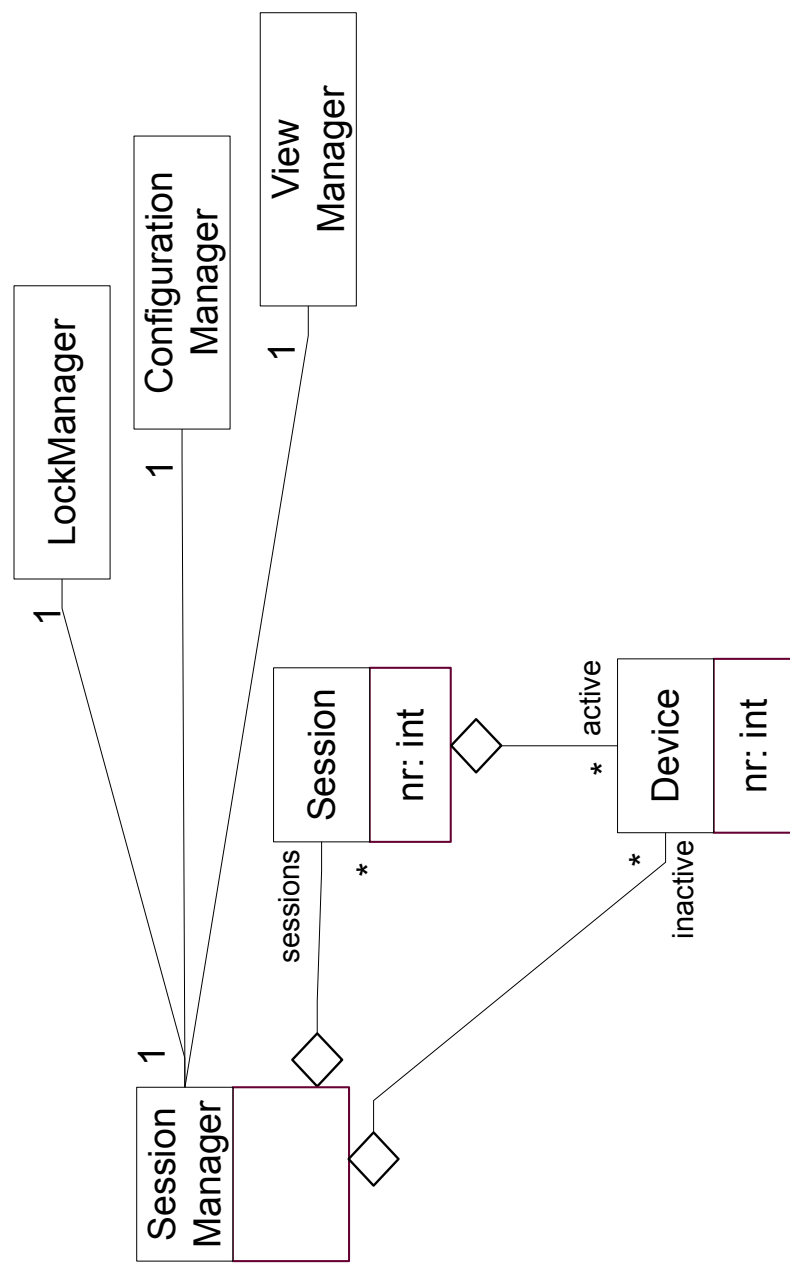 1
LockManager
Session
Manager
1
1
Configuration
Manager
1
View
Manager
sessions
*
Session
nr: int
*
active
*
inactive
Device
nr: int